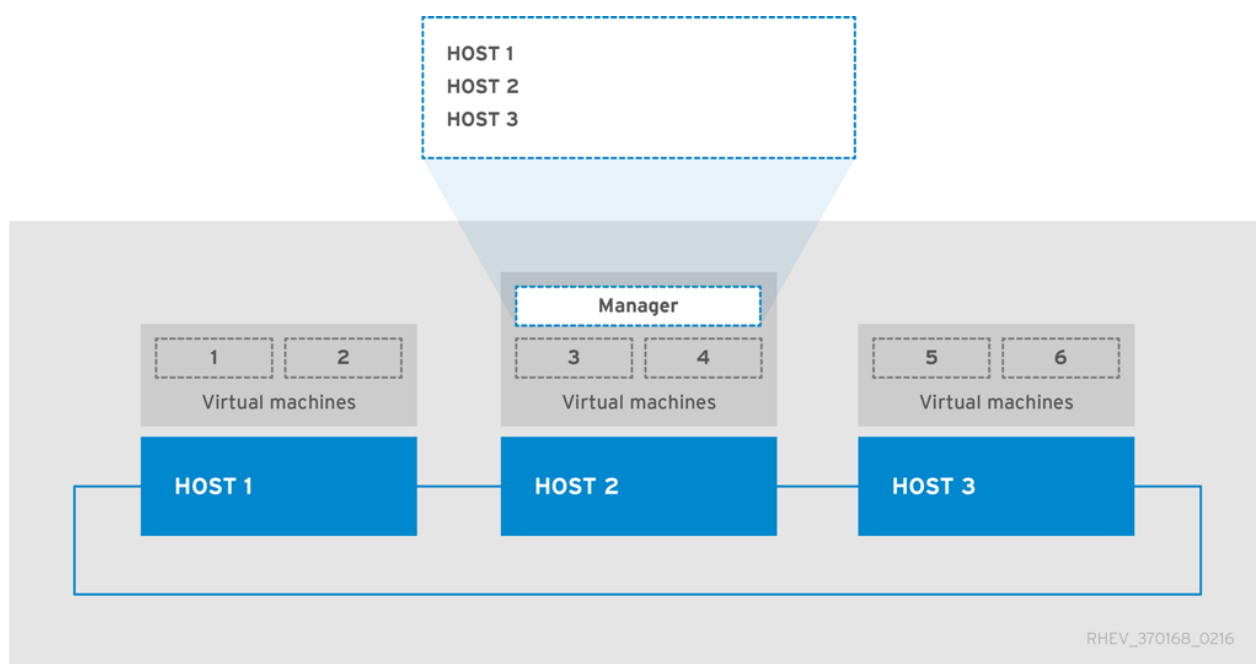 HOST 1
HOST 2
HOST 3
Manager
1 2
3 4
5 6
Virtual machines
Virtual machines
Virtual machines
HOST 1
HOST 2
HOST 3
RHEV_370168_0216